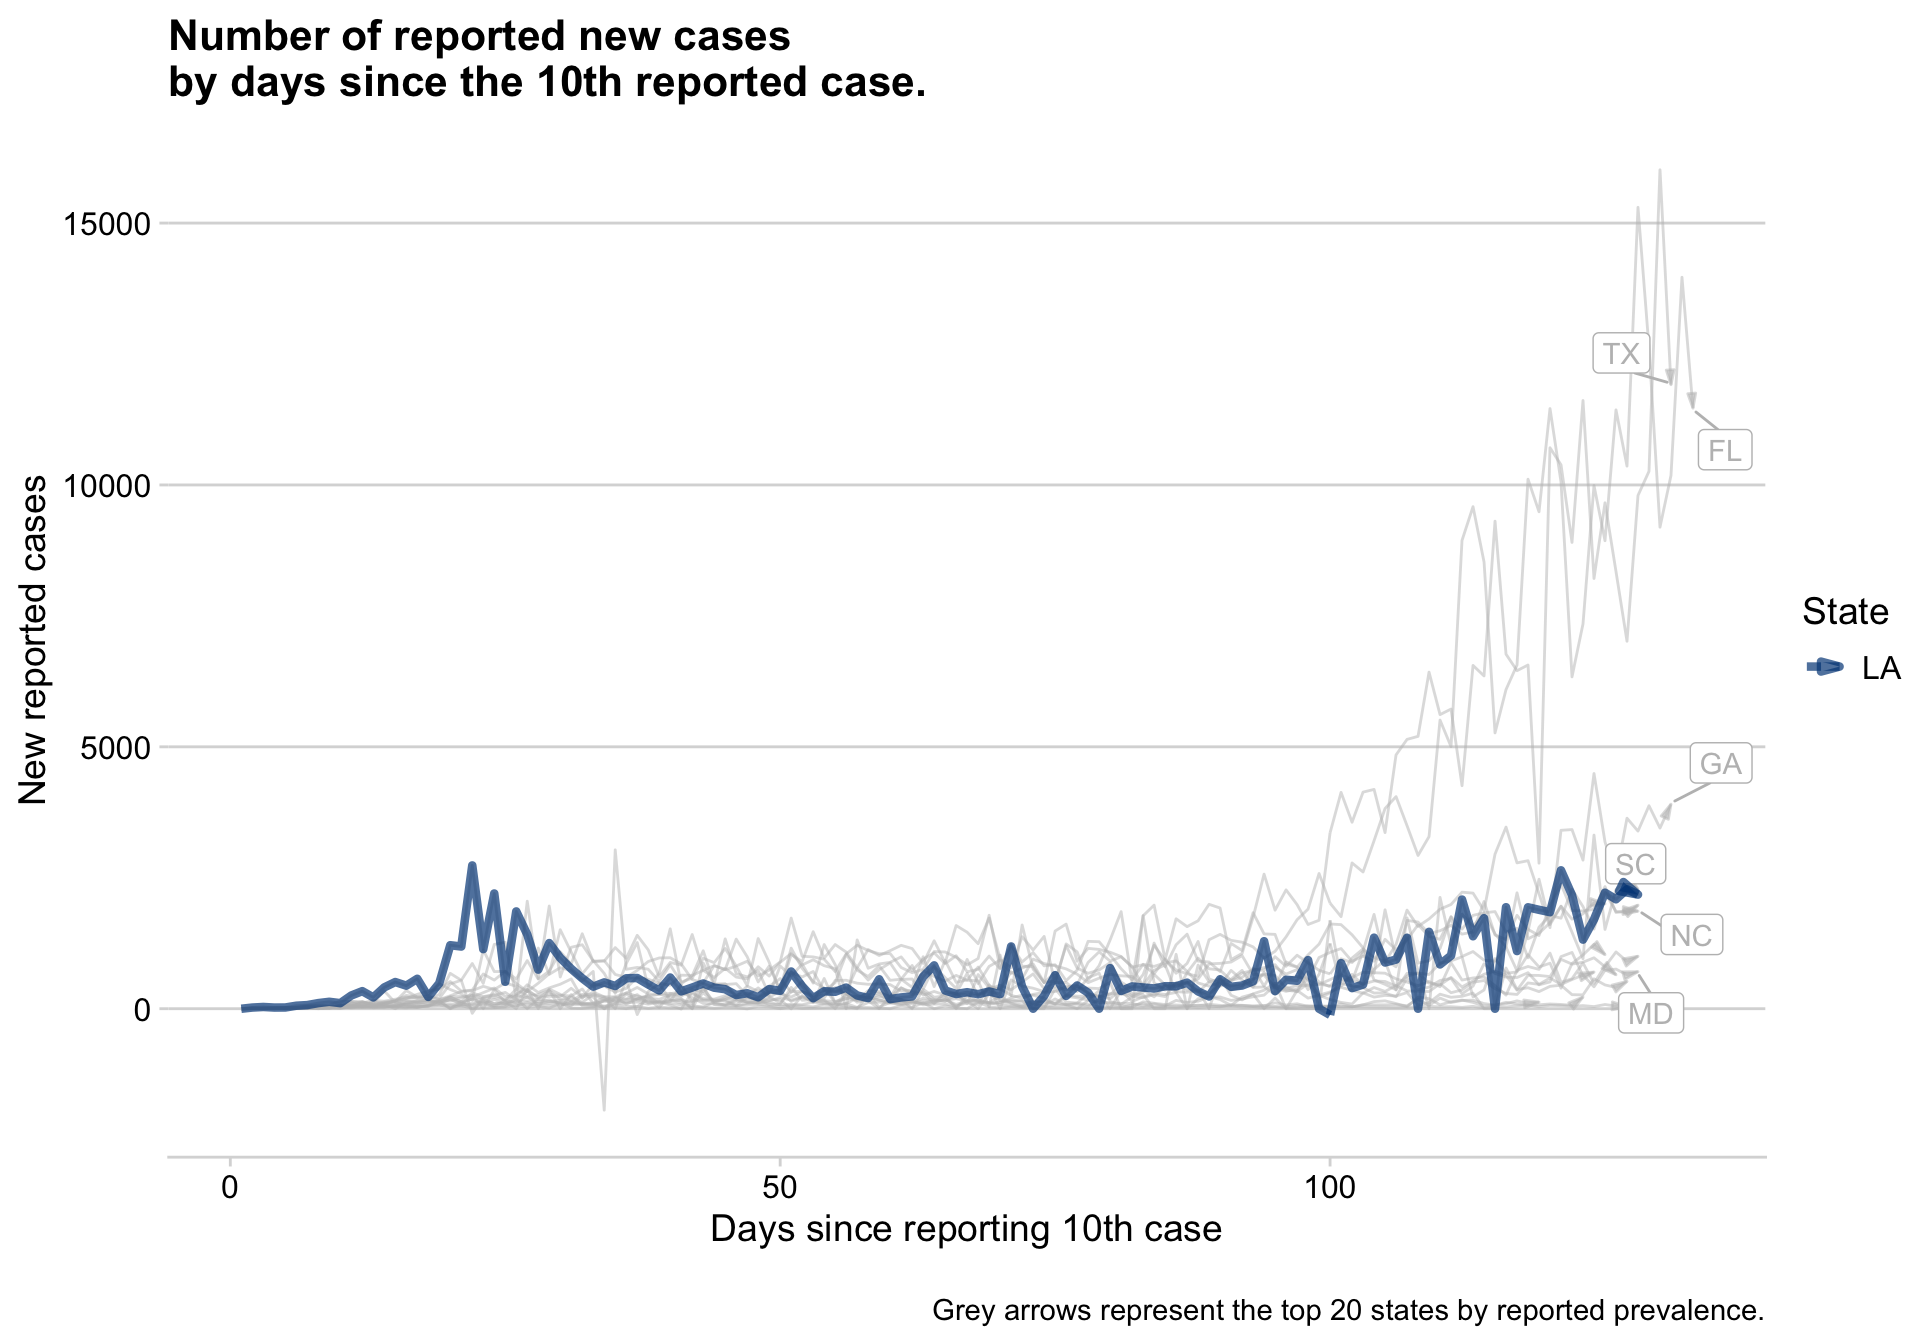 Number of reported new cases
by days since the 10th reported case.
15000
10000
5000
0
New reported cases
TX
FL
GA
SC
NC
MD
State
LA
0
50
100
Days since reporting 10th case
Grey arrows represent the top 20 states by reported prevalence.